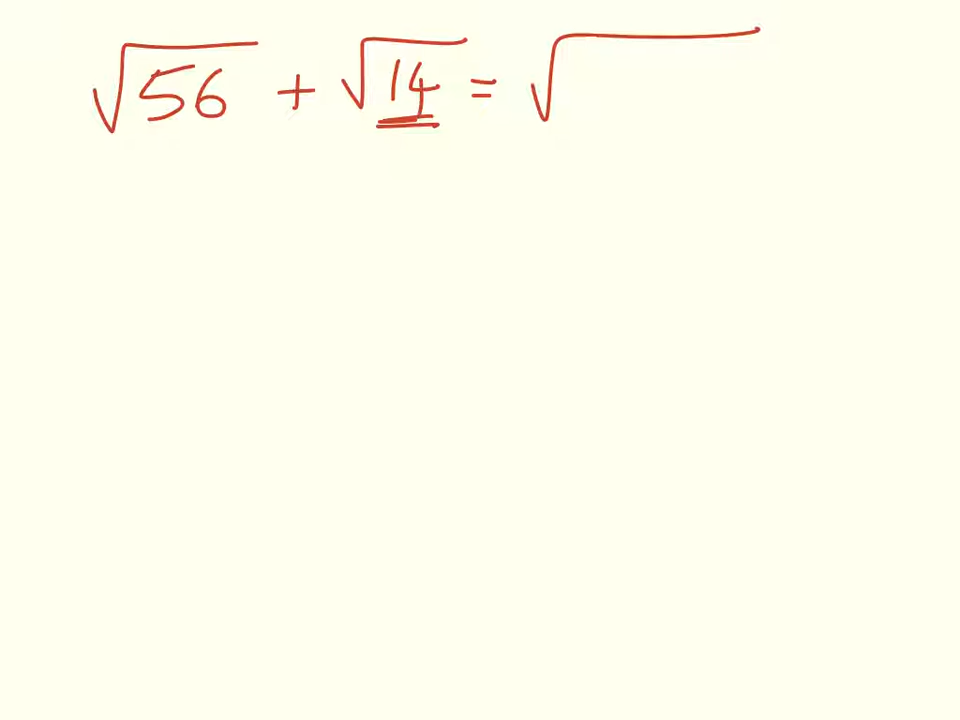 √56 + √14 = √